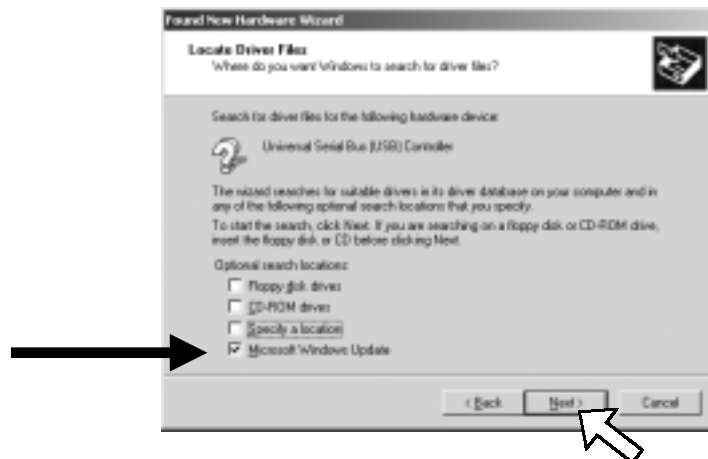 Found New Hardware Wizard
Locate Driver Files
Where do you want Windows to search for driver files?
Search for driver files for the following hardware device:
Universal Serial Bus (USB) Controller
The wizard searches for suitable drivers in its driver database on your computer and in
any of the following optional search locations that you specify.
To start the search, click Next. If you are searching on a floppy disk or CD-ROM drive,
insert the floppy disk or CD before clicking Next.
Optional search locations:
Floppy disk drives
CD-ROM drives
Specify a location
Microsoft Windows Update
< Back Next > Cancel